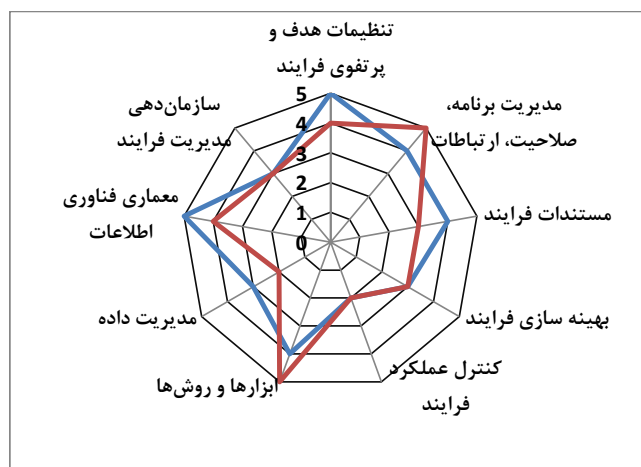 تنظیمات هدف و
پرتفوی فرایند
مدیریت برنامه،
صلاحیت، ارتباطات
مستندات فرایند
بهینه سازی فرایند
کنترل عملکرد
فرایند
ابزارها و روش‌ها
مدیریت داده
معماری فناوری
اطلاعات
سازمان‌دهی
مدیریت فرایند
5
4
3
2
1
0